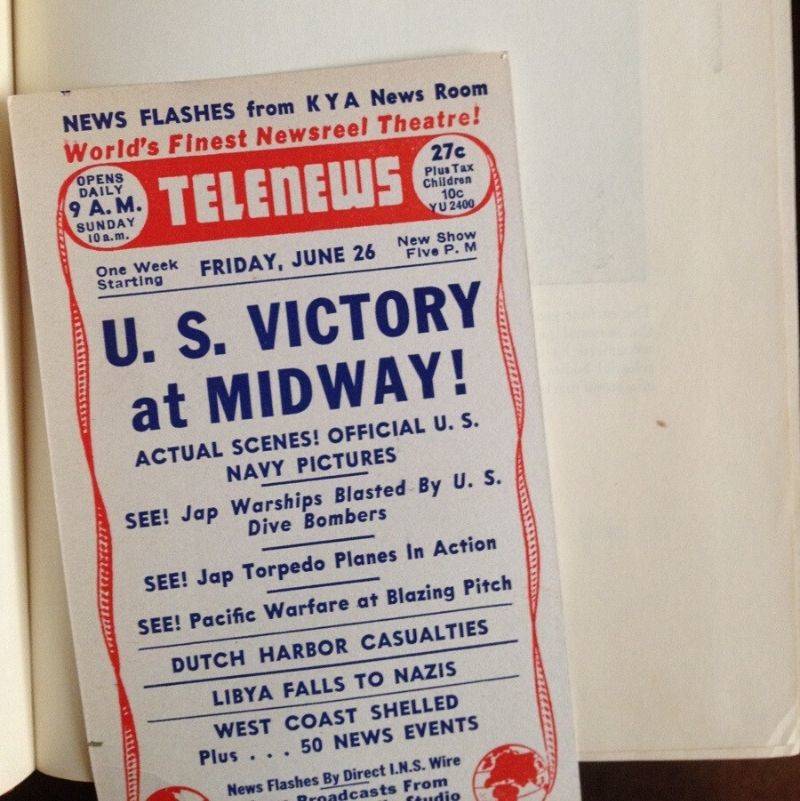 NEWS FLASHES from KYA News Room
World's Finest Newsreel Theatre!
OPENS
DAILY
9 A.M.
SUNDAY
10 a.m.
TELENEWS
27c
Plus Tax
Children
10c
YU 2400
One Week
Starting
FRIDAY, JUNE 26
New Show
Five P. M
U. S. VICTORY
at MIDWAY!
ACTUAL SCENES! OFFICIAL U. S.
NAVY PICTURES
SEE! Jap Warships Blasted By U. S.
Dive Bombers
SEE! Jap Torpedo Planes In Action
SEE! Pacific Warfare at Blazing Pitch
DUTCH HARBOR CASUALTIES
LIBYA FALLS TO NAZIS
WEST COAST SHELLED
Plus . . . 50 NEWS EVENTS
News Flashes By Direct I.N.S. Wire
Broadcasts From
Studio